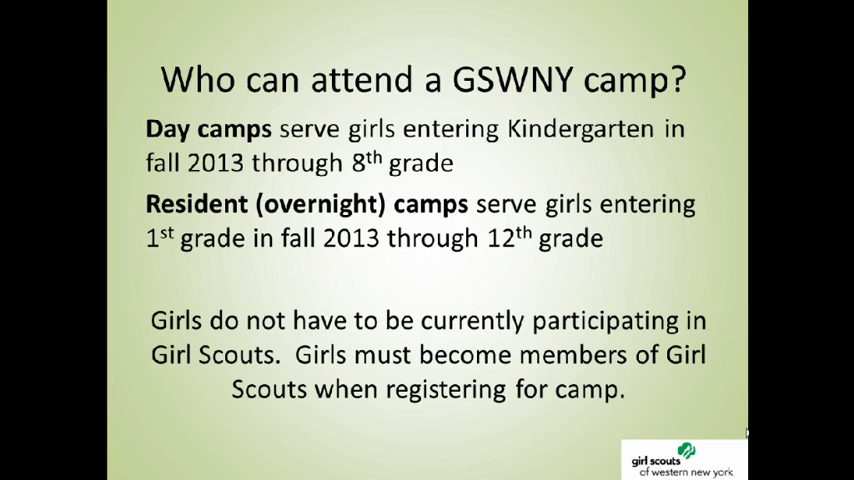 Who can attend a GSWNY camp?
Day camps serve girls entering Kindergarten in
fall 2013 through 8th grade
Resident (overnight) camps serve girls entering
1st grade in fall 2013 through 12th grade
Girls do not have to be currently participating in
Girl Scouts. Girls must become members of Girl
Scouts when registering for camp.
girl scouts
of western new york